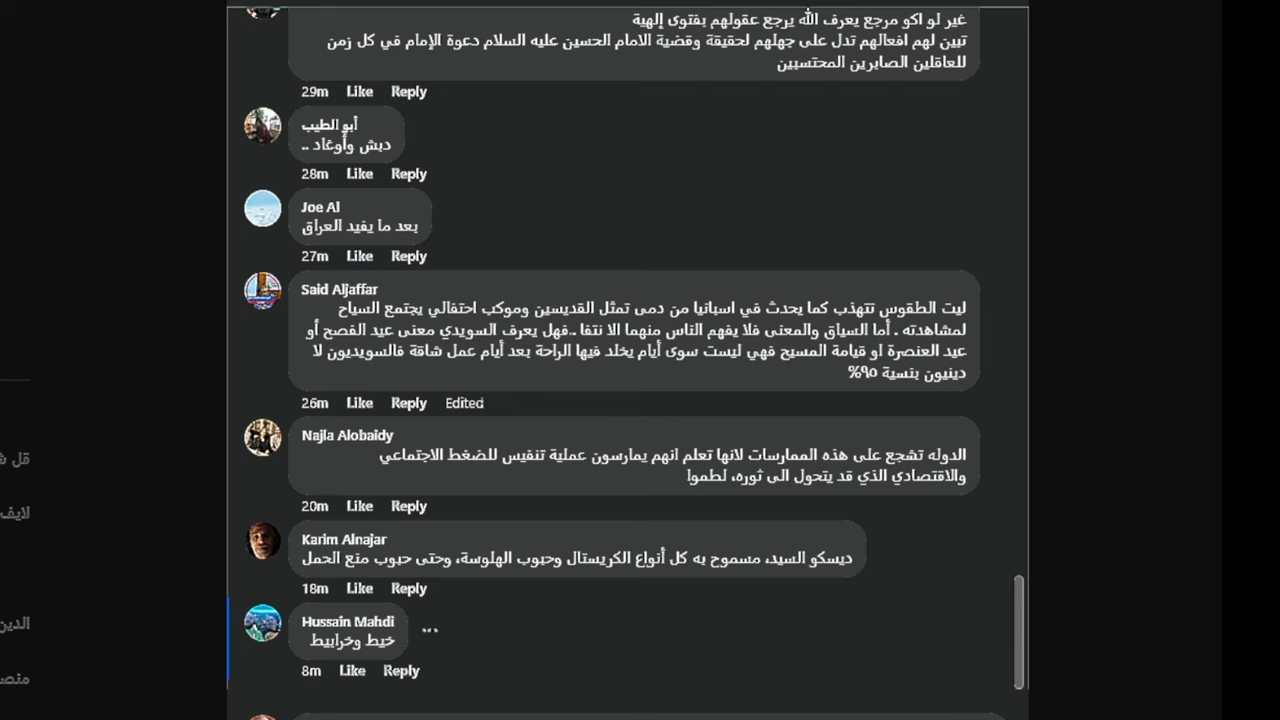 غير لو اكو مرجع يعرف الله يرجع عقولهم بفتوى إلهية
تبين لهم افعالهم تدل على جهلهم لحقيقة وقضية الامام الحسين عليه السلام دعوة الإمام في كل زمن
للعاقلين الصابرين المحتسبين
29m Like Reply
أبو الطيب
دبش وأوغاد ..
28m Like Reply
Joe Al
بعد ما يفيد العراق
27m Like Reply
Said Aljaffar
ليت الطقوس تتهذب كما يحدث في اسبانيا من دمى تمثل القديسين وموكب احتفالي يجتمع السياح
لمشاهدته . أما السياق والمعنى فلا يفهم الناس منهما الا نتفا ..فهل يعرف السويدي معنى عيد الفصح أو
عيد العنصرة او قيامة المسيح فهي ليست سوى أيام يخلد فيها الراحة بعد أيام عمل شاقة فالسويديون لا
دينيون بنسبة ٩٥%
26m Like Reply Edited
Najla Alobaidy
الدوله تشجع على هذه الممارسات لانها تعلم انهم يمارسون عملية تنفيس للضغط الاجتماعي
والاقتصادي الذي قد يتحول الى ثوره، لطموا
20m Like Reply
Karim Alnajar
ديسكو السيد، مسموح به كل أنواع الكريستال وحبوب الهلوسة، وحتى حبوب منع الحمل
18m Like Reply
Hussain Mahdi
خيط وخرابيط
8m Like Reply
لايف
الدين